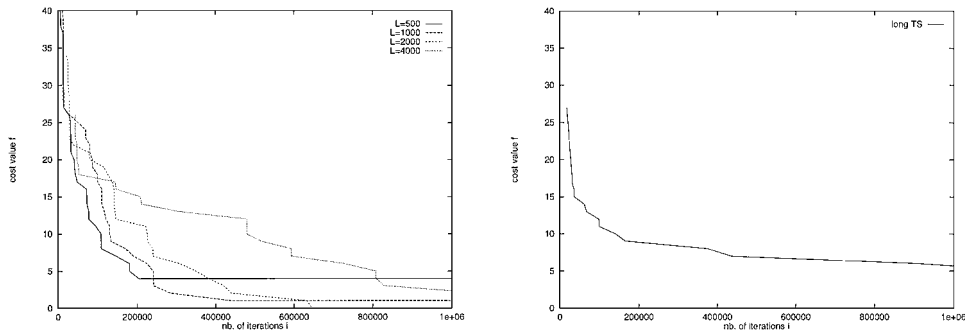 40
35
30
25
20
15
10
5
0
cost value f
L=500
L=1000
L=2000
L=4000
0 200000 400000 600000 800000 1e+06
nb. of iterations i
40
35
30
25
20
15
10
5
0
cost value f
long TS
0 200000 400000 600000 800000 1e+06
nb. of iterations i